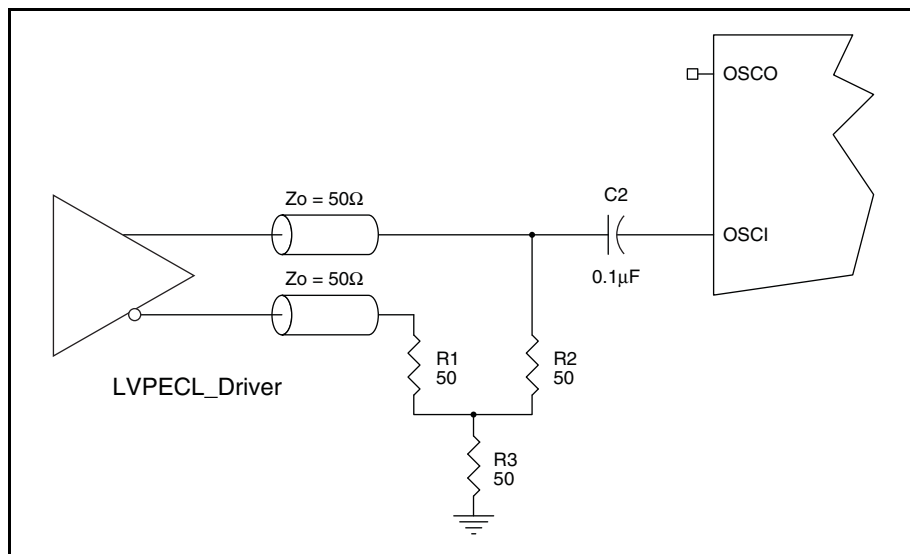 OSCO
Zo = 50Ω
C2
OSCI
0.1μF
Zo = 50Ω
R1
50
R2
50
LVPECL_Driver
R3
50